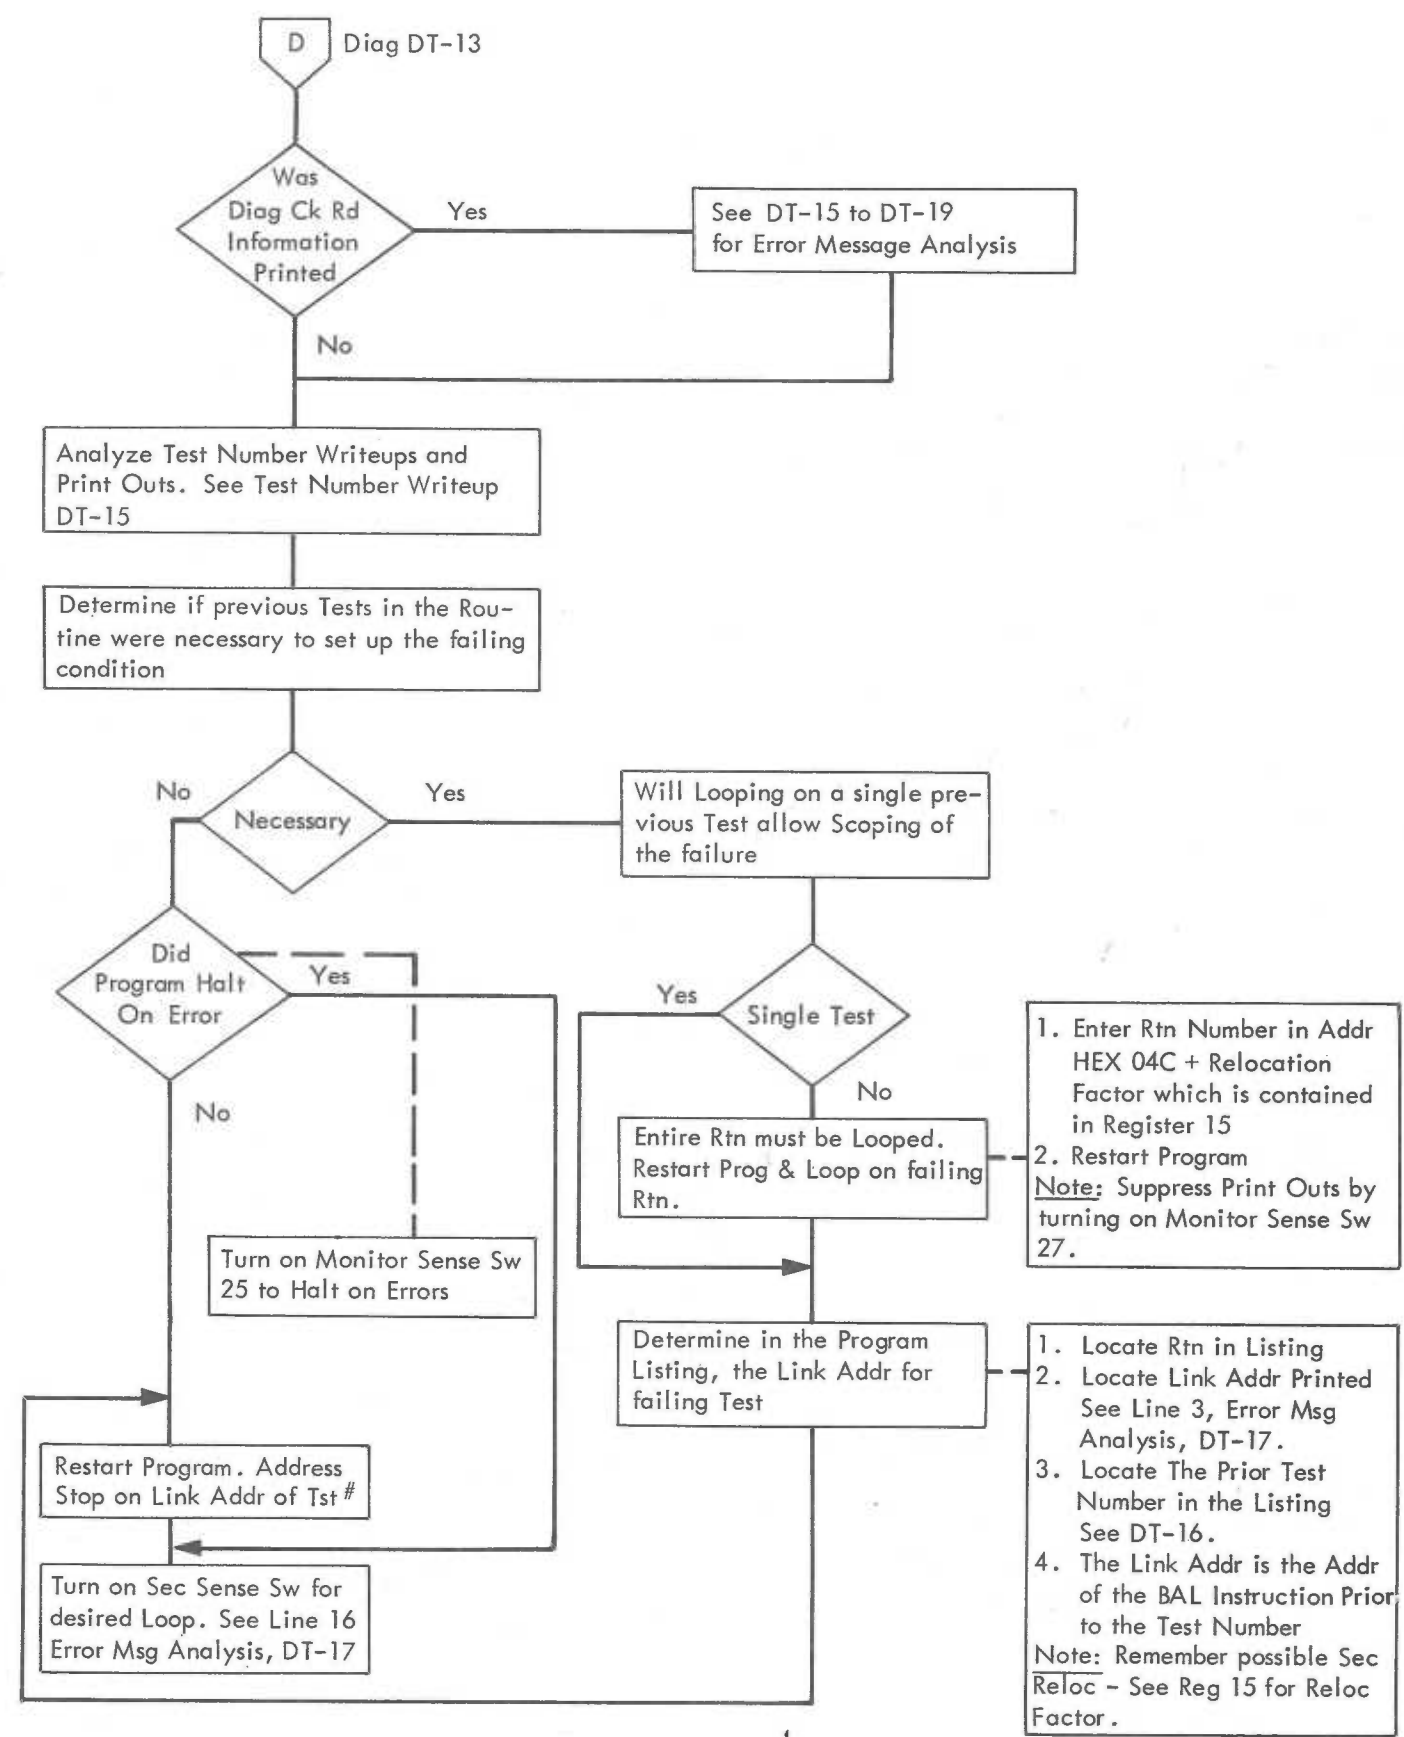 D
Diag DT-13
Was
Diag Ck Rd
Information
Printed
Yes
See DT-15 to DT-19
for Error Message Analysis
No
Analyze Test Number Writeups and
Print Outs. See Test Number Writeup
DT-15
Determine if previous Tests in the Rou-
tine were necessary to set up the failing
condition
No
Necessary
Yes
Will Looping on a single pre-
vious Test allow Scoping of
the failure
Did
Program Halt
On Error
Yes
No
Turn on Monitor Sense Sw
25 to Halt on Errors
Yes
Single Test
No
Entire Rtn must be Looped.
Restart Prog & Loop on failing
Rtn.
1. Enter Rtn Number in Addr
HEX 04C + Relocation
Factor which is contained
in Register 15
2. Restart Program
Note: Suppress Print Outs by
turning on Monitor Sense Sw
27.
Determine in the Program
Listing, the Link Addr for
failing Test
1. Locate Rtn in Listing
2. Locate Link Addr Printed
See Line 3, Error Msg
Analysis, DT-17.
3. Locate The Prior Test
Number in the Listing
See DT-16.
4. The Link Addr is the Addr
of the BAL Instruction Prior
to the Test Number
Note: Remember possible Sec
Reloc - See Reg 15 for Reloc
Factor.
Restart Program. Address
Stop on Link Addr of Tst #
Turn on Sec Sense Sw for
desired Loop. See Line 16
Error Msg Analysis, DT-17